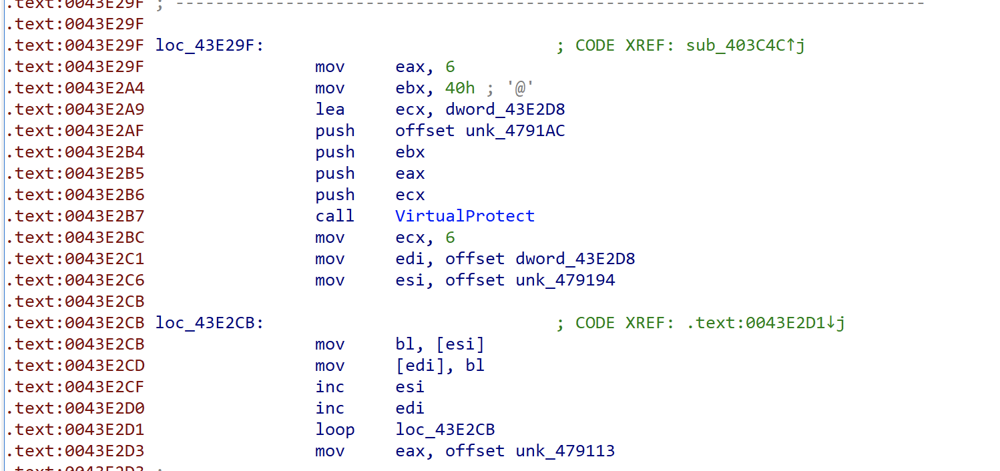 .text:0043E29F ; ---------------------------------------------------------------------------
.text:0043E29F
.text:0043E29F loc_43E29F:                             ; CODE XREF: sub_403C4C↑j
.text:0043E29F                 mov     eax, 6
.text:0043E2A4                 mov     ebx, 40h ; '@'
.text:0043E2A9                 lea     ecx, dword_43E2D8
.text:0043E2AF                 push    offset unk_4791AC
.text:0043E2B4                 push    ebx
.text:0043E2B5                 push    eax
.text:0043E2B6                 push    ecx
.text:0043E2B7                 call    VirtualProtect
.text:0043E2BC                 mov     ecx, 6
.text:0043E2C1                 mov     edi, offset dword_43E2D8
.text:0043E2C6                 mov     esi, offset unk_479194
.text:0043E2CB
.text:0043E2CB loc_43E2CB:                             ; CODE XREF: .text:0043E2D1↓j
.text:0043E2CB                 mov     bl, [esi]
.text:0043E2CD                 mov     [edi], bl
.text:0043E2CF                 inc     esi
.text:0043E2D0                 inc     edi
.text:0043E2D1                 loop    loc_43E2CB
.text:0043E2D3                 mov     eax, offset unk_479113
.text:0043E2D3 ;